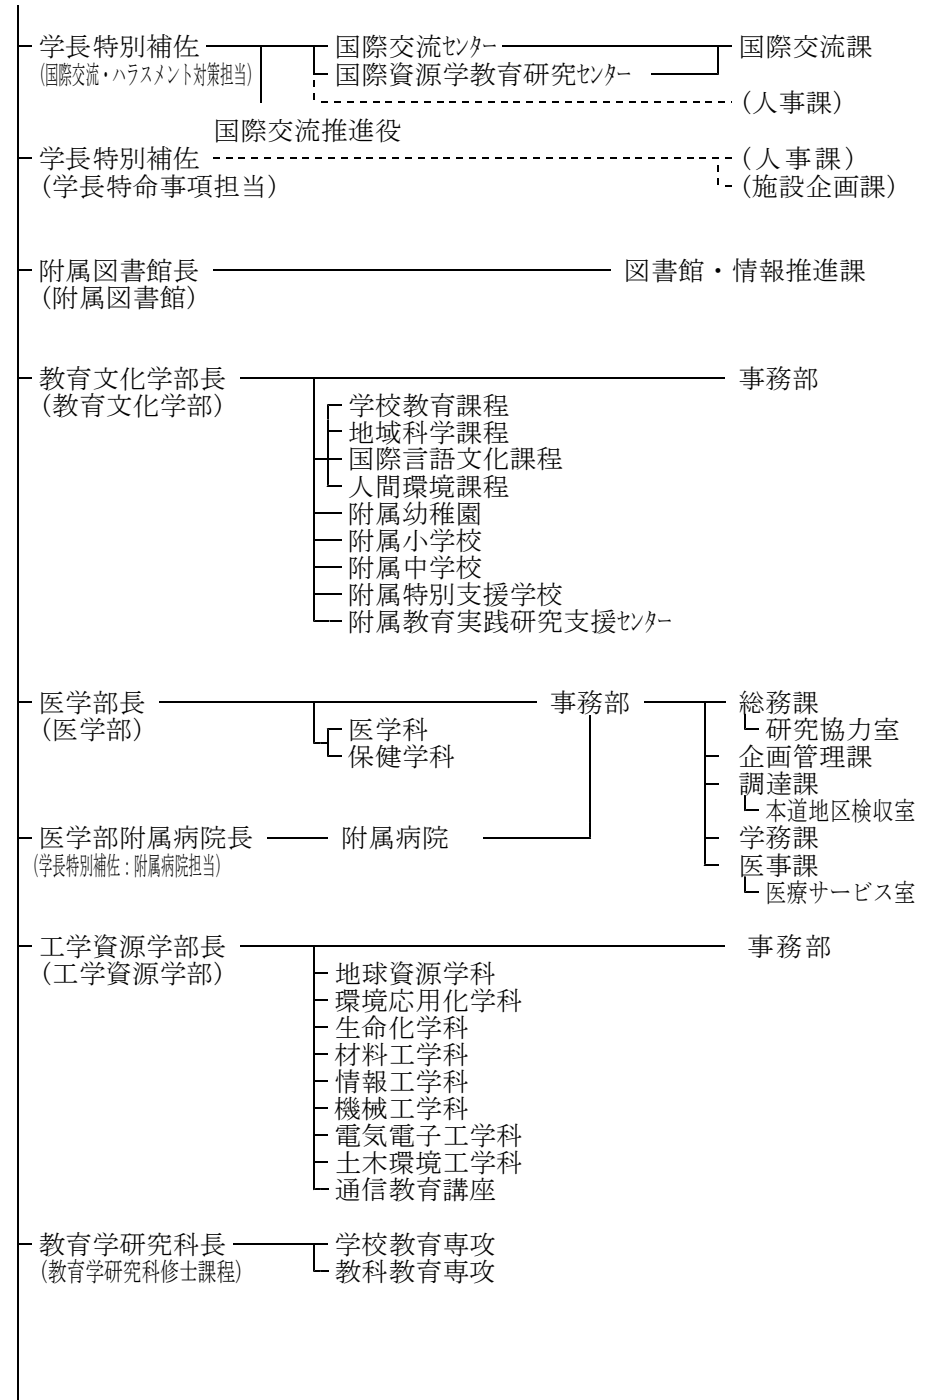 学長特別補佐 国際交流センター 国際交流課
(国際交流・ハラスメント対策担当) 国際資源学教育研究センター
(人事課)
国際交流推進役
学長特別補佐 (人事課)
(学長特命事項担当) (施設企画課)
附属図書館長 図書館・情報推進課
(附属図書館)
教育文化学部長 事務部
(教育文化学部) 学校教育課程
地域科学課程
国際言語文化課程
人間環境課程
附属幼稚園
附属小学校
附属中学校
附属特別支援学校
附属教育実践研究支援センター
医学部長 事務部 総務課
(医学部) 医学科 研究協力室
保健学科 企画管理課
調達課
本道地区検収室
医学部附属病院長 附属病院 学務課
(学長特別補佐：附属病院担当) 医事課
医療サービス室
工学資源学部長 事務部
(工学資源学部) 地球資源学科
環境応用化学科
生命化学科
材料工学科
情報工学科
機械工学科
電気電子工学科
土木環境工学科
通信教育講座
教育学研究科長 学校教育専攻
(教育学研究科修士課程) 教科教育専攻